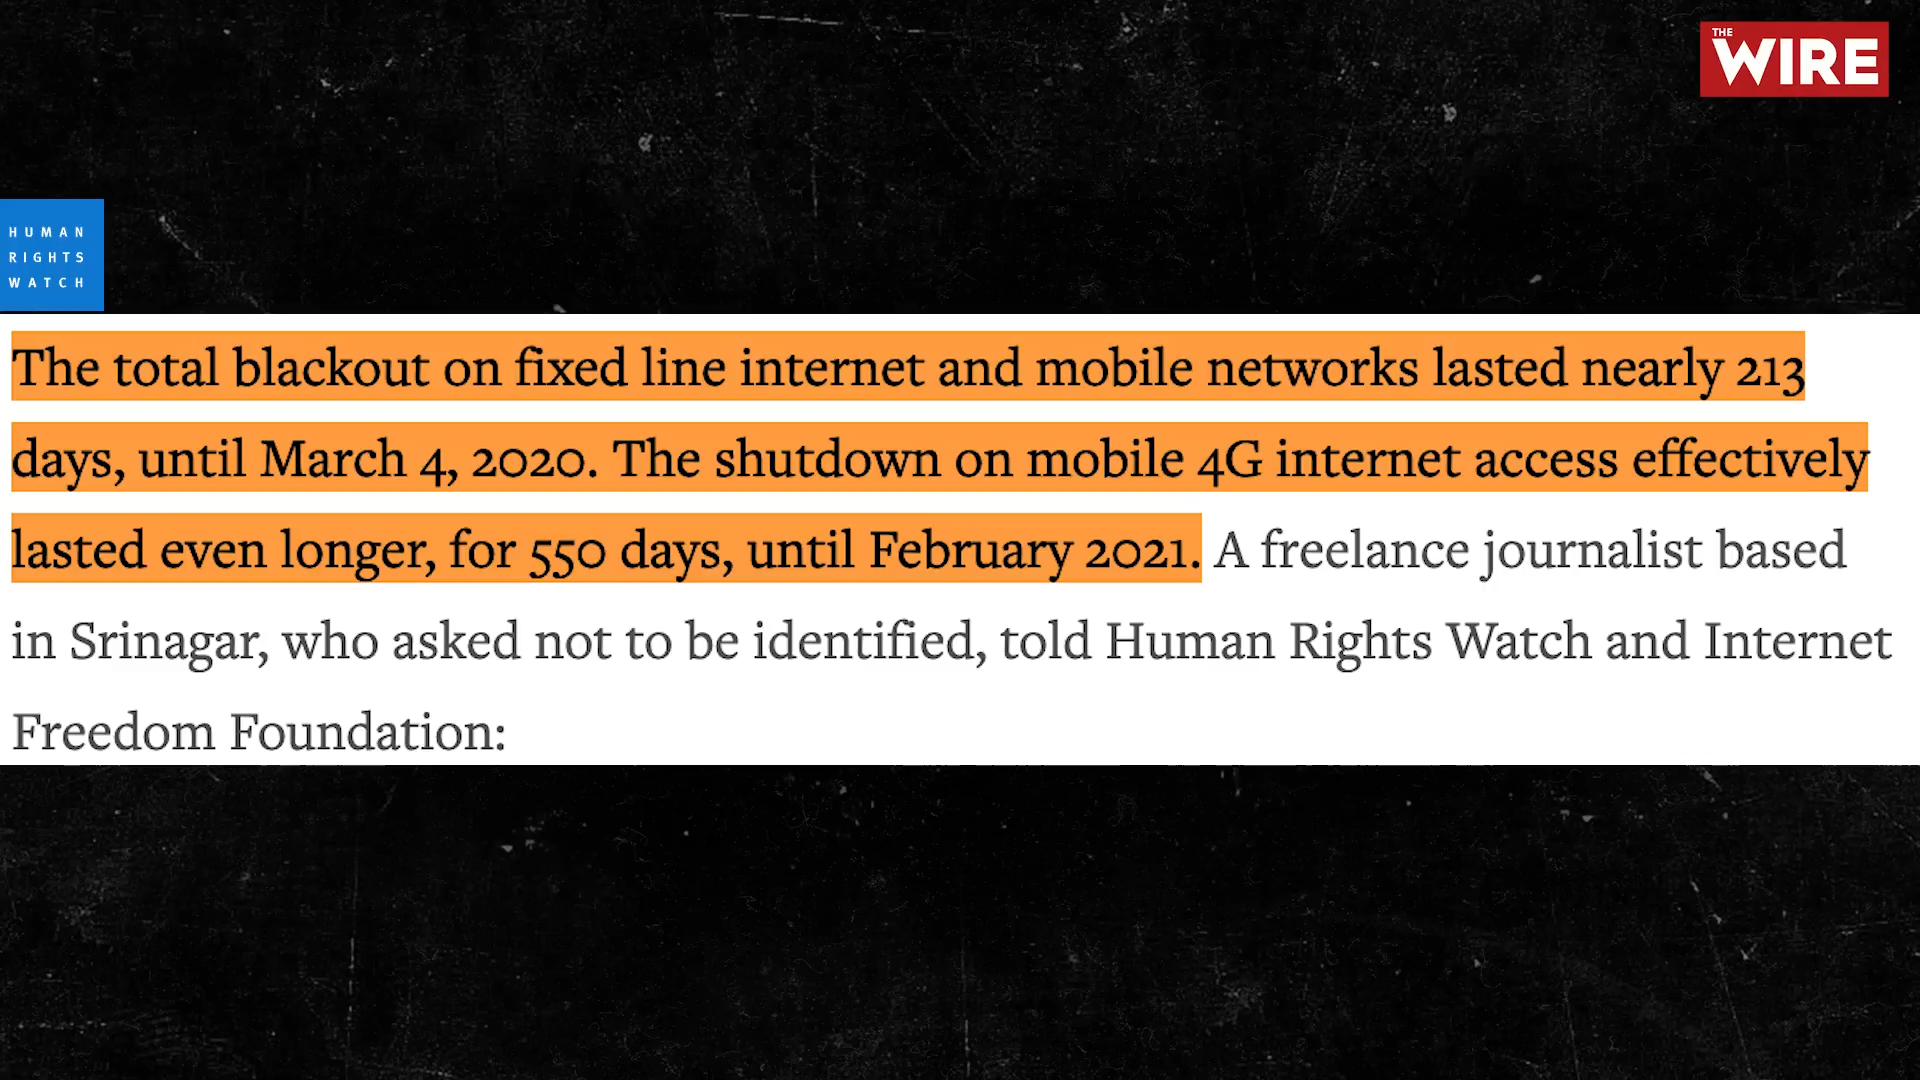 THE
WIRE
HUMAN
RIGHTS
WATCH
The total blackout on fixed line internet and mobile networks lasted nearly 213
days, until March 4, 2020. The shutdown on mobile 4G internet access effectively
lasted even longer, for 550 days, until February 2021. A freelance journalist based
in Srinagar, who asked not to be identified, told Human Rights Watch and Internet
Freedom Foundation: